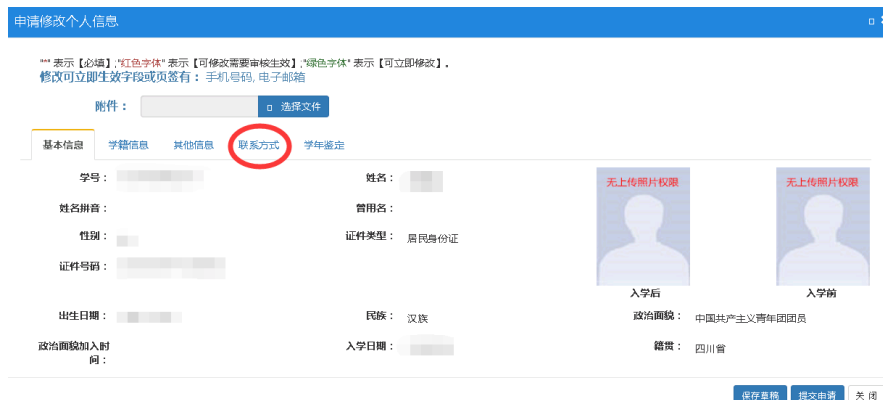 申请修改个人信息
"*" 表示【必填】;"红色字体" 表示【可修改需要审核生效】;"绿色字体" 表示【可立即修改】。
修改可立即生效字段或页签有：手机号码, 电子邮箱
附件：
选择文件
基本信息 学籍信息 其他信息 联系方式 学年鉴定
学号： 姓名：
无上传照片权限 无上传照片权限
姓名拼音： 曾用名：
性别： 证件类型： 居民身份证
证件号码：
入学后 入学前
出生日期： 民族： 汉族 政治面貌： 中国共产主义青年团团员
政治面貌加入时 入学日期： 籍贯： 四川省
间：
保存草稿 提交申请 关闭